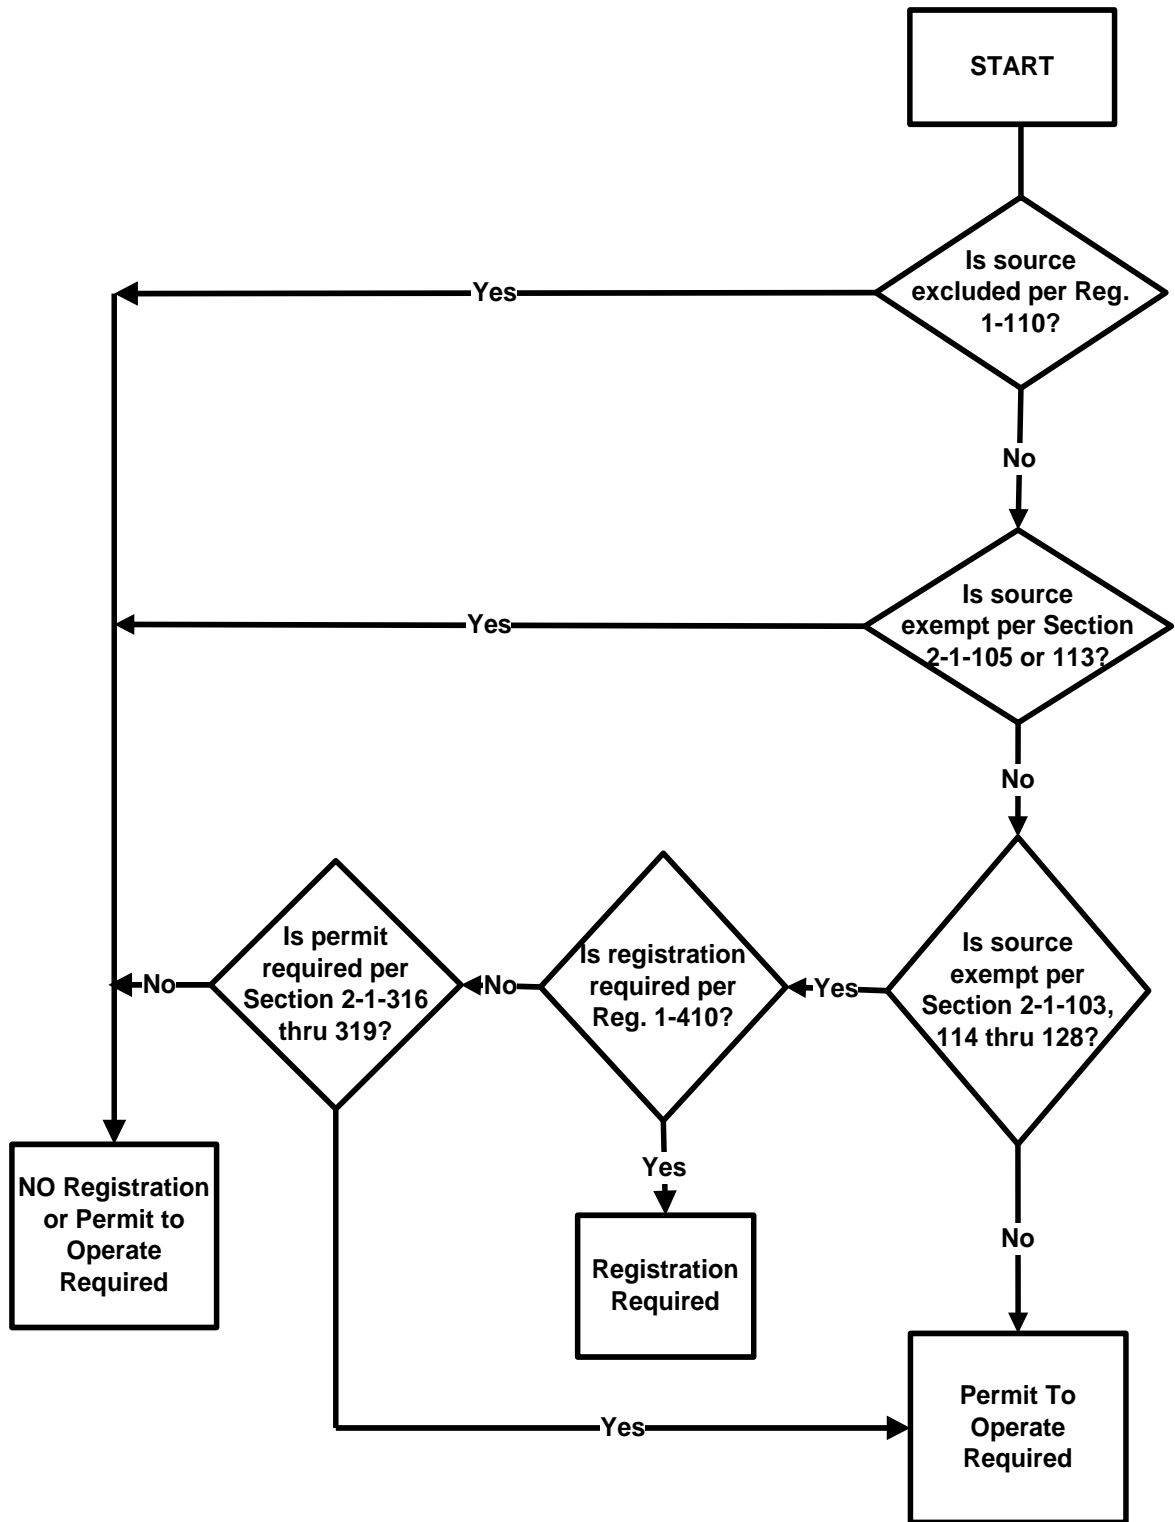 START
Is source
excluded per Reg.
1-110?
Yes
No
Is source
exempt per Section
2-1-105 or 113?
Yes
No
Is source
exempt per
Section 2-1-103,
114 thru 128?
Yes
Is registration
required per
Reg. 1-410?
No
Is permit
required per
Section 2-1-316
thru 319?
No
Yes
No
NO Registration
or Permit to
Operate
Required
Registration
Required
Permit To
Operate
Required
Yes